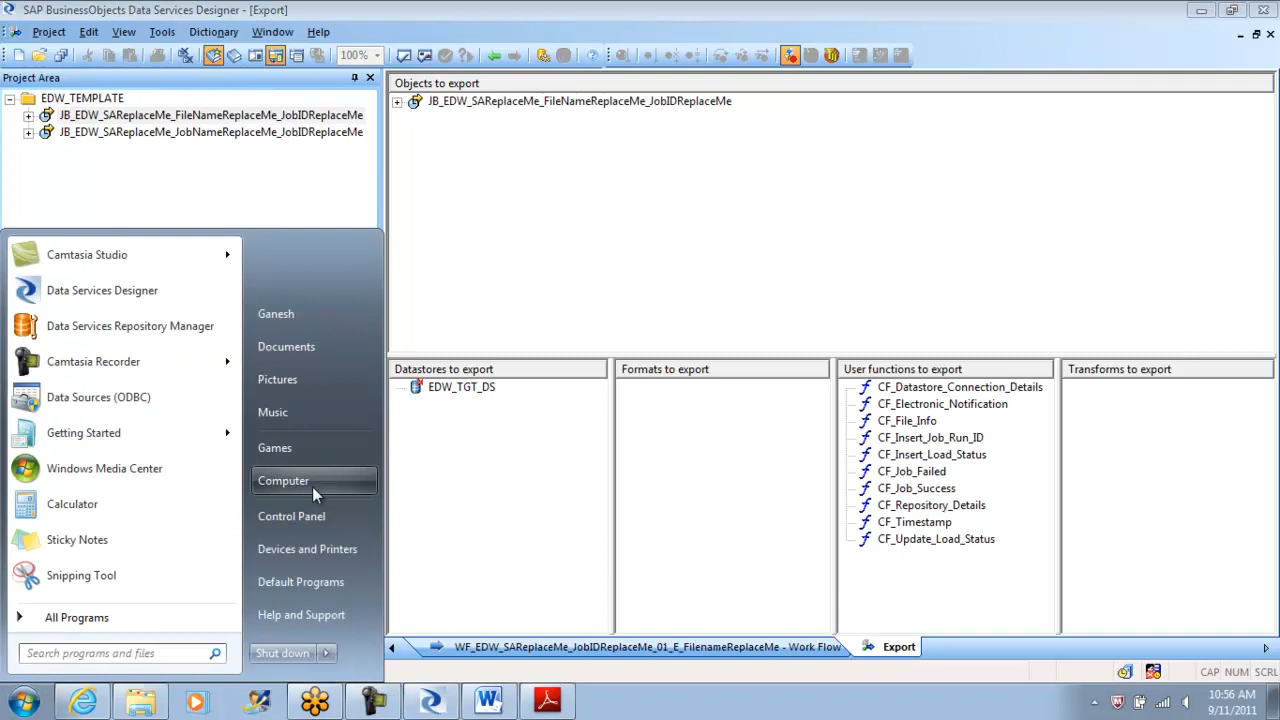 SAP BusinessObjects Data Services Designer - [Export]
Project Edit View Tools Dictionary Window Help
100%
Project Area
EDW_TEMPLATE
JB_EDW_SAReplaceMe_FileNameReplaceMe_JobIDReplaceMe
JB_EDW_SAReplaceMe_JobNameReplaceMe_JobIDReplaceMe
Objects to export
JB_EDW_SAReplaceMe_FileNameReplaceMe_JobIDReplaceMe
Camtasia Studio
Data Services Designer
Data Services Repository Manager
Camtasia Recorder
Data Sources (ODBC)
Getting Started
Windows Media Center
Calculator
Sticky Notes
Snipping Tool
All Programs
Search programs and files
Ganesh
Documents
Pictures
Music
Games
Computer
Control Panel
Devices and Printers
Default Programs
Help and Support
Shut down
Datastores to export
EDW_TGT_DS
Formats to export
User functions to export
CF_Datastore_Connection_Details
CF_Electronic_Notification
CF_File_Info
CF_Insert_Job_Run_ID
CF_Insert_Load_Status
CF_Job_Failed
CF_Job_Success
CF_Repository_Details
CF_Timestamp
CF_Update_Load_Status
Transforms to export
WF_EDW_SAReplaceMe_JobIDReplaceMe_01_E_FilenameReplaceMe - Work Flow
Export
CAP NUM SCRL
10:56 AM
9/11/2011